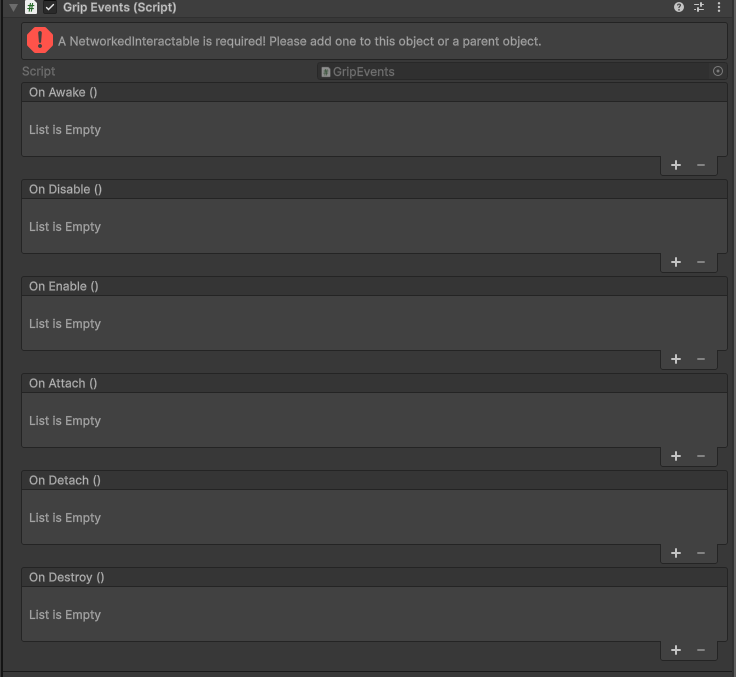 Grip Events (Script)
A NetworkedInteractable is required! Please add one to this object or a parent object.
Script GripEvents
On Awake ()
List is Empty
On Disable ()
List is Empty
On Enable ()
List is Empty
On Attach ()
List is Empty
On Detach ()
List is Empty
On Destroy ()
List is Empty